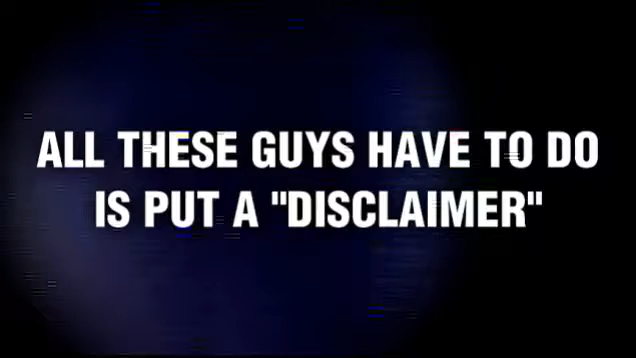 ALL THESE GUYS HAVE TO DO
IS PUT A "DISCLAIMER"